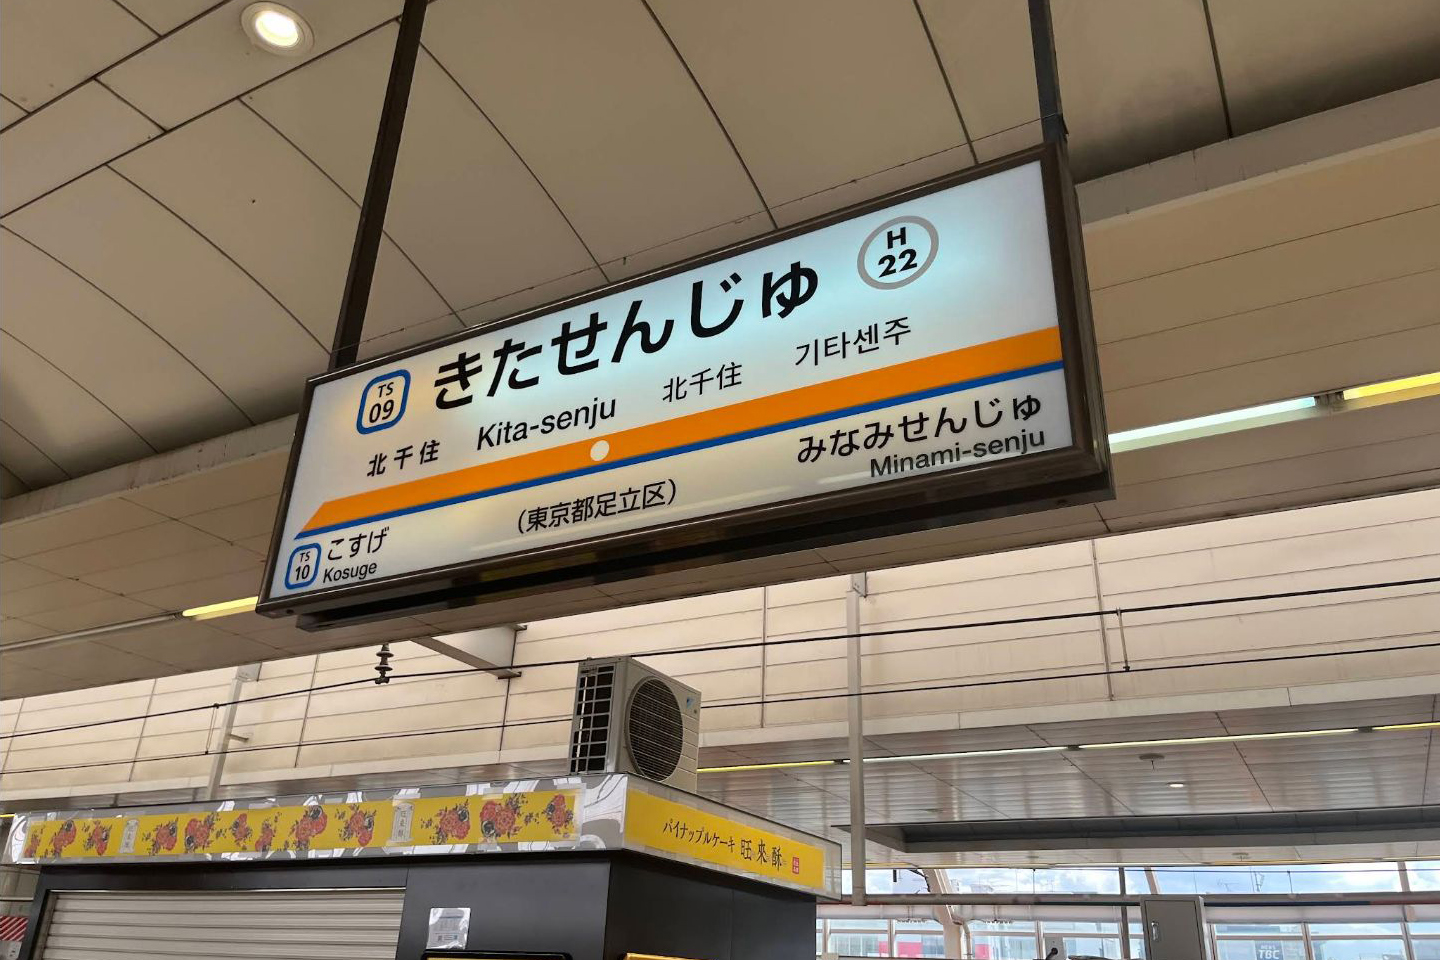 H
22
きたせんじゅ
TS
09
北千住 Kita-senju 北千住 기타센주
みなみせんじゅ
Minami-senju
(東京都足立区)
TS
10
こすげ
Kosuge
パイナップルケーキ 旺來酥
TBC